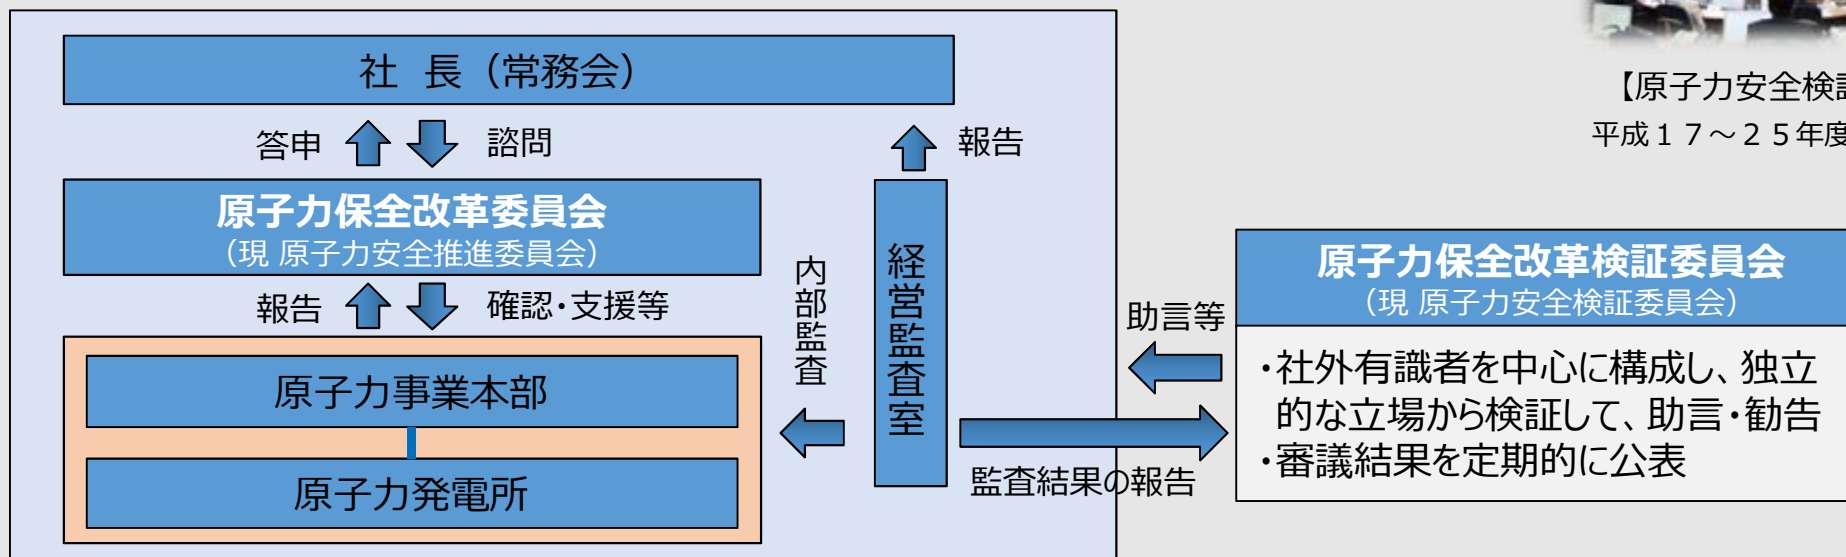 社 長（常務会）
答申
諮問
報告
原子力保全改革委員会
（現 原子力安全推進委員会）
報告
確認・支援等
原子力事業本部
原子力発電所
内部監査
経営監査室
助言等
監査結果の報告
原子力保全改革検証委員会
（現 原子力安全検証委員会）
・社外有識者を中心に構成し、独立
的な立場から検証して、助言・勧告
・審議結果を定期的に公表
【原子力安全検
平成１７～２５年度